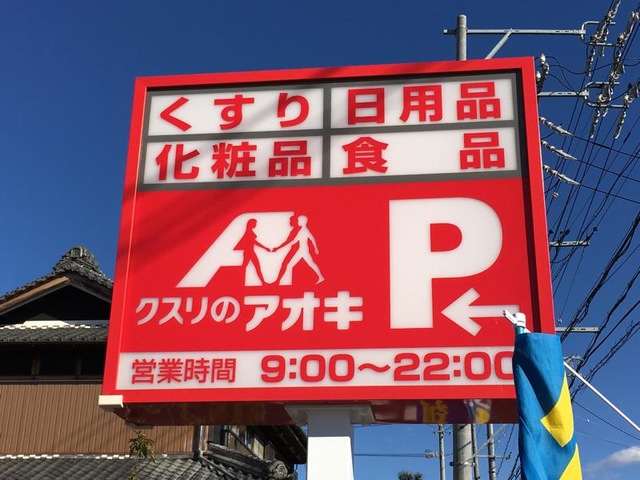 くすり 日用品
化粧品 食品
P
クスリのアオキ
営業時間 9:00～22:00